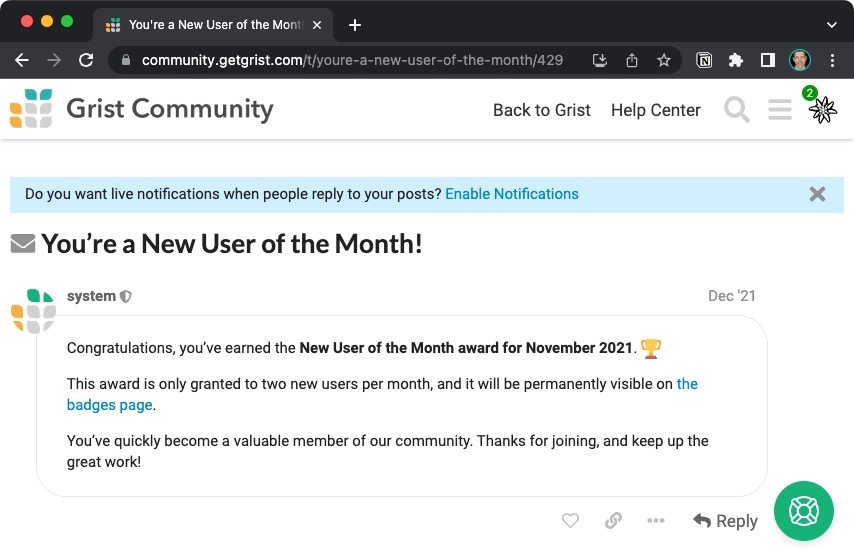 You're a New User of the Mont
community.getgrist.com/t/youre-a-new-user-of-the-month/429
Grist Community
Back to Grist
Help Center
2
Do you want live notifications when people reply to your posts? Enable Notifications
You’re a New User of the Month!
system
Dec '21
Congratulations, you’ve earned the New User of the Month award for November 2021.
This award is only granted to two new users per month, and it will be permanently visible on the
badges page.
You’ve quickly become a valuable member of our community. Thanks for joining, and keep up the
great work!
Reply